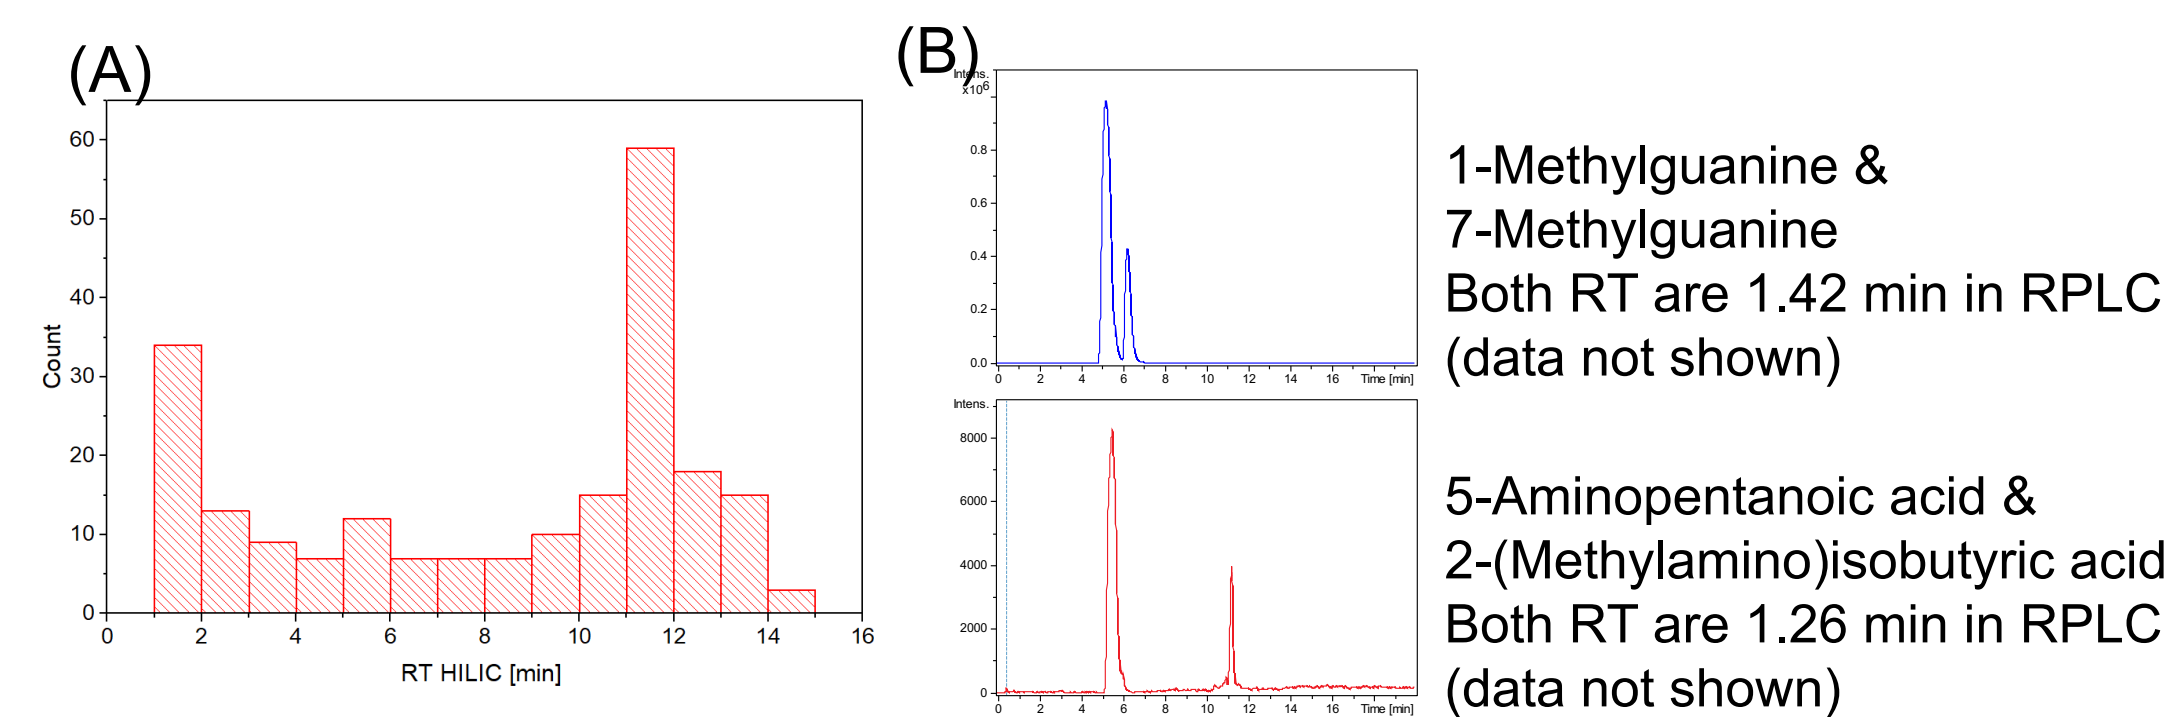 (A)
60
50
40
30
20
10
0
Count
0 2 4 6 8 10 12 14 16
RT HILIC [min]
(B)
Intens.
x10⁶
0.8
0.6
0.4
0.2
0.0
0 2 4 6 8 10 12 14 16 Time [min]
1-Methylguanine &
7-Methylguanine
Both RT are 1.42 min in RPLC
(data not shown)
Intens.
8000
6000
4000
2000
0
0 2 4 6 8 10 12 14 16 Time [min]
5-Aminopentanoic acid &
2-(Methylamino)isobutyric acid
Both RT are 1.26 min in RPLC
(data not shown)